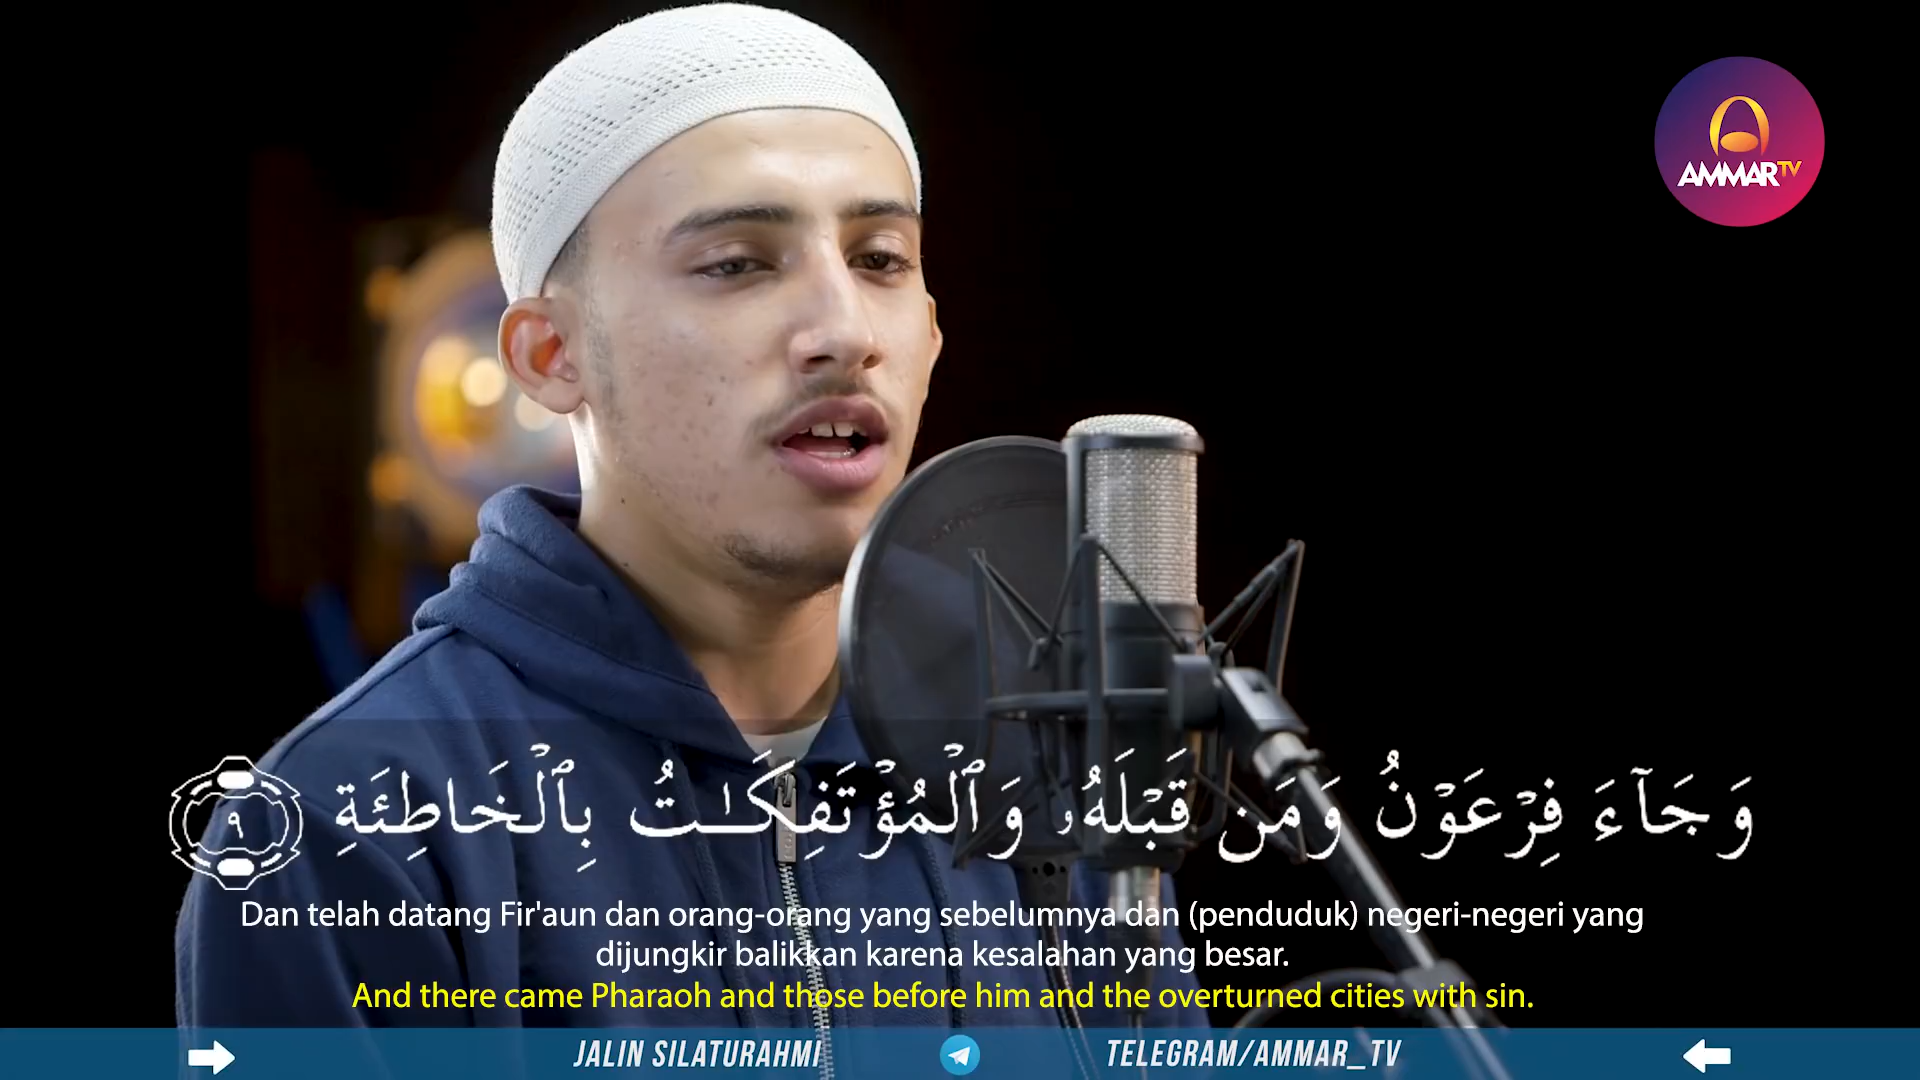 AMMARTV
وَجَآءَ فِرْعَوْنُ وَمَن قَبْلَهُۥ وَٱلْمُؤْتَفِكَـٰتُ بِٱلْخَاطِئَةِ ٩
Dan telah datang Fir'aun dan orang-orang yang sebelumnya dan (penduduk) negeri-negeri yang
dijungkir balikkan karena kesalahan yang besar.
And there came Pharaoh and those before him and the overturned cities with sin.
JALIN SILATURAHMI TELEGRAM/AMMAR_TV